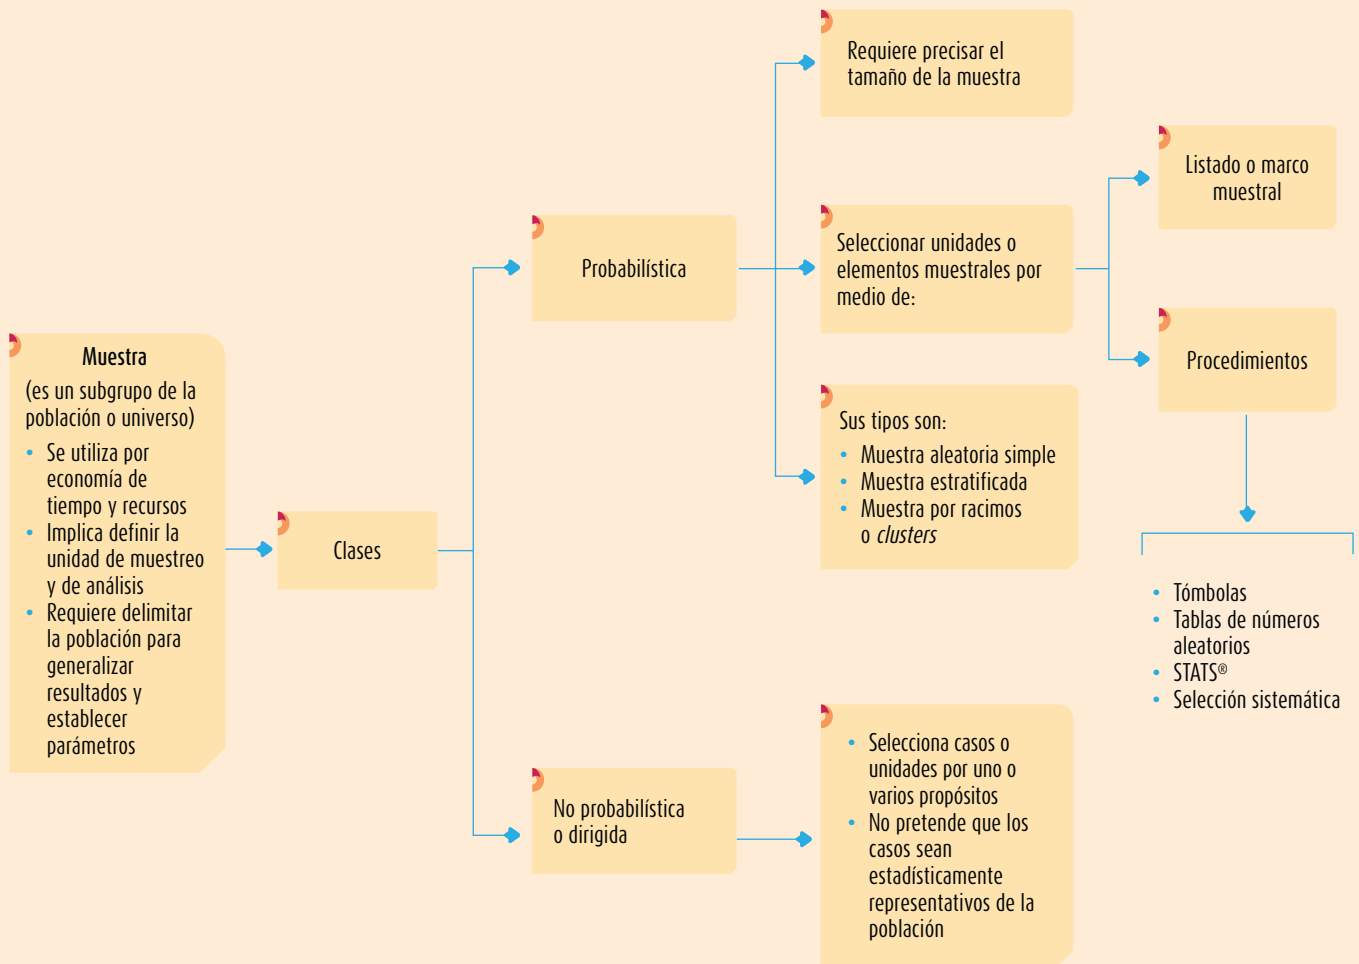 Muestra
(es un subgrupo de la
población o universo)
• Se utiliza por
economía de
tiempo y recursos
• Implica definir la
unidad de muestreo
y de análisis
• Requiere delimitar
la población para
generalizar
resultados y
establecer
parámetros
Clases
Probabilística
Requiere precisar el
tamaño de la muestra
Seleccionar unidades o
elementos muestrales por
medio de:
Listado o marco
muestral
Procedimientos
• Tómbolas
• Tablas de números
aleatorios
• STATS®
• Selección sistemática
Sus tipos son:
• Muestra aleatoria simple
• Muestra estratificada
• Muestra por racimos
o clusters
No probabilística
o dirigida
• Selecciona casos o
unidades por uno o
varios propósitos
• No pretende que los
casos sean
estadísticamente
representativos de la
población